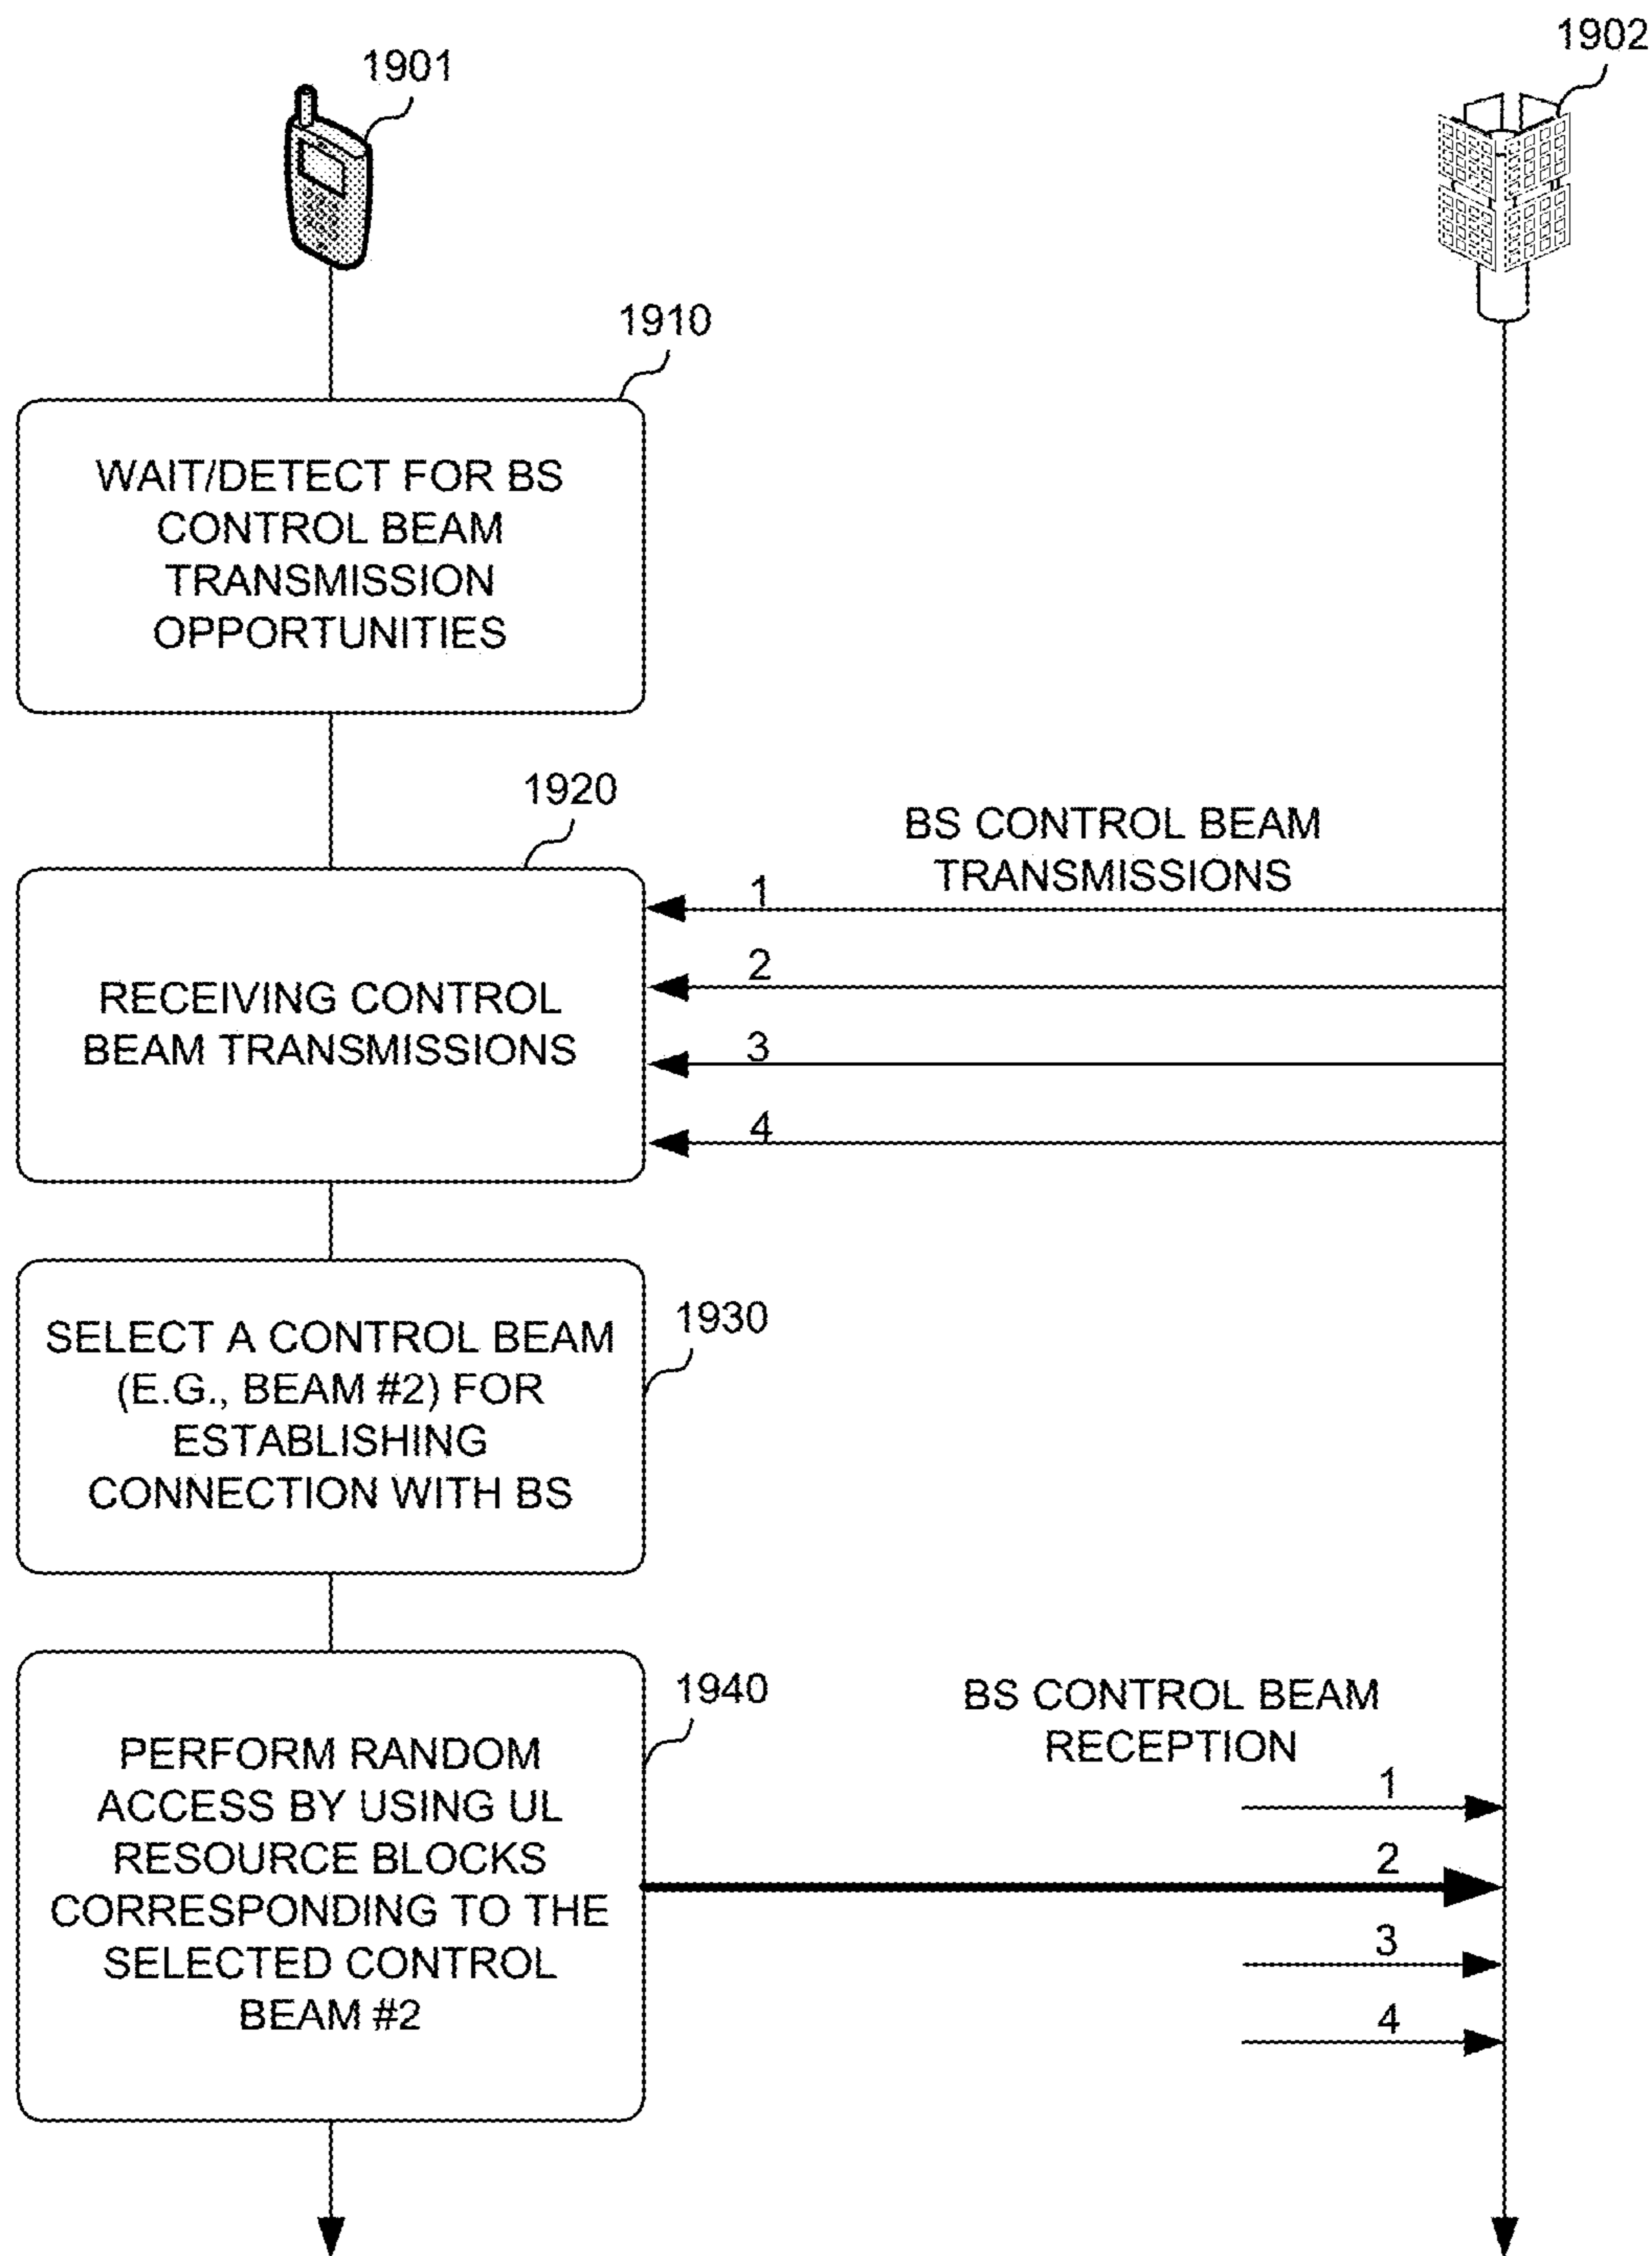 1902
1901
1910
WAIT/DETECT FOR BS
CONTROL BEAM
TRANSMISSION
OPPORTUNITIES
1920
BS CONTROL BEAM
TRANSMISSIONS
1
2
RECEIVING CONTROL
BEAM TRANSMISSIONS
3
4
1930
SELECT A CONTROL BEAM
(E.G., BEAM #2) FOR
ESTABLISHING
CONNECTION WITH BS
1940
BS CONTROL BEAM
RECEPTION
PERFORM RANDOM
ACCESS BY USING UL
RESOURCE BLOCKS
CORRESPONDING TO THE
SELECTED CONTROL
BEAM #2
1
2
3
4